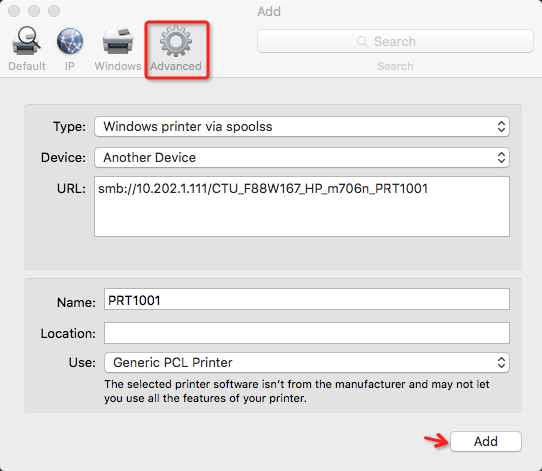 Add
Default IP Windows Advanced
Search
Search
Type: Windows printer via spoolss
Device: Another Device
URL: smb://10.202.1.111/CTU_F88W167_HP_m706n_PRT1001
Name: PRT1001
Location:
Use: Generic PCL Printer
The selected printer software isn't from the manufacturer and may not let
you use all the features of your printer.
Add